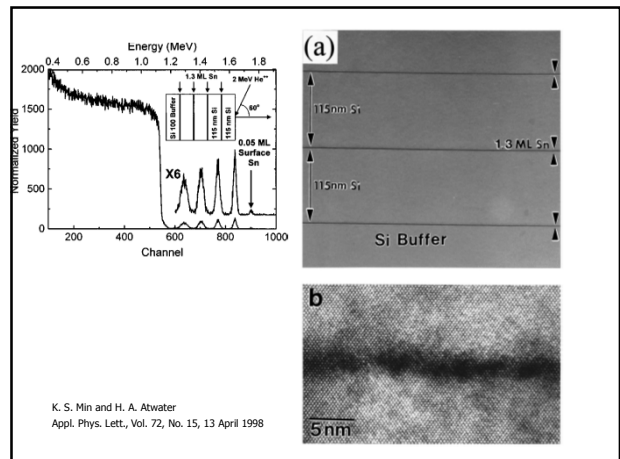 Energy (MeV)
0.4 0.6 0.8 1.0 1.2 1.4 1.6 1.8
2000
1500
1000
500
0
Normalized Yield
1.3 ML Sn
2 MeV He⁺⁺
60°
Si 100 Buffer
115 nm Si
115 nm Si
0.05 ML
Surface
Sn
X6
200 400 600 800 1000
Channel
(a)
115nm Si
1·3 ML Sn
115nm Si
Si Buffer
b
5nm
K. S. Min and H. A. Atwater
Appl. Phys. Lett., Vol. 72, No. 15, 13 April 1998